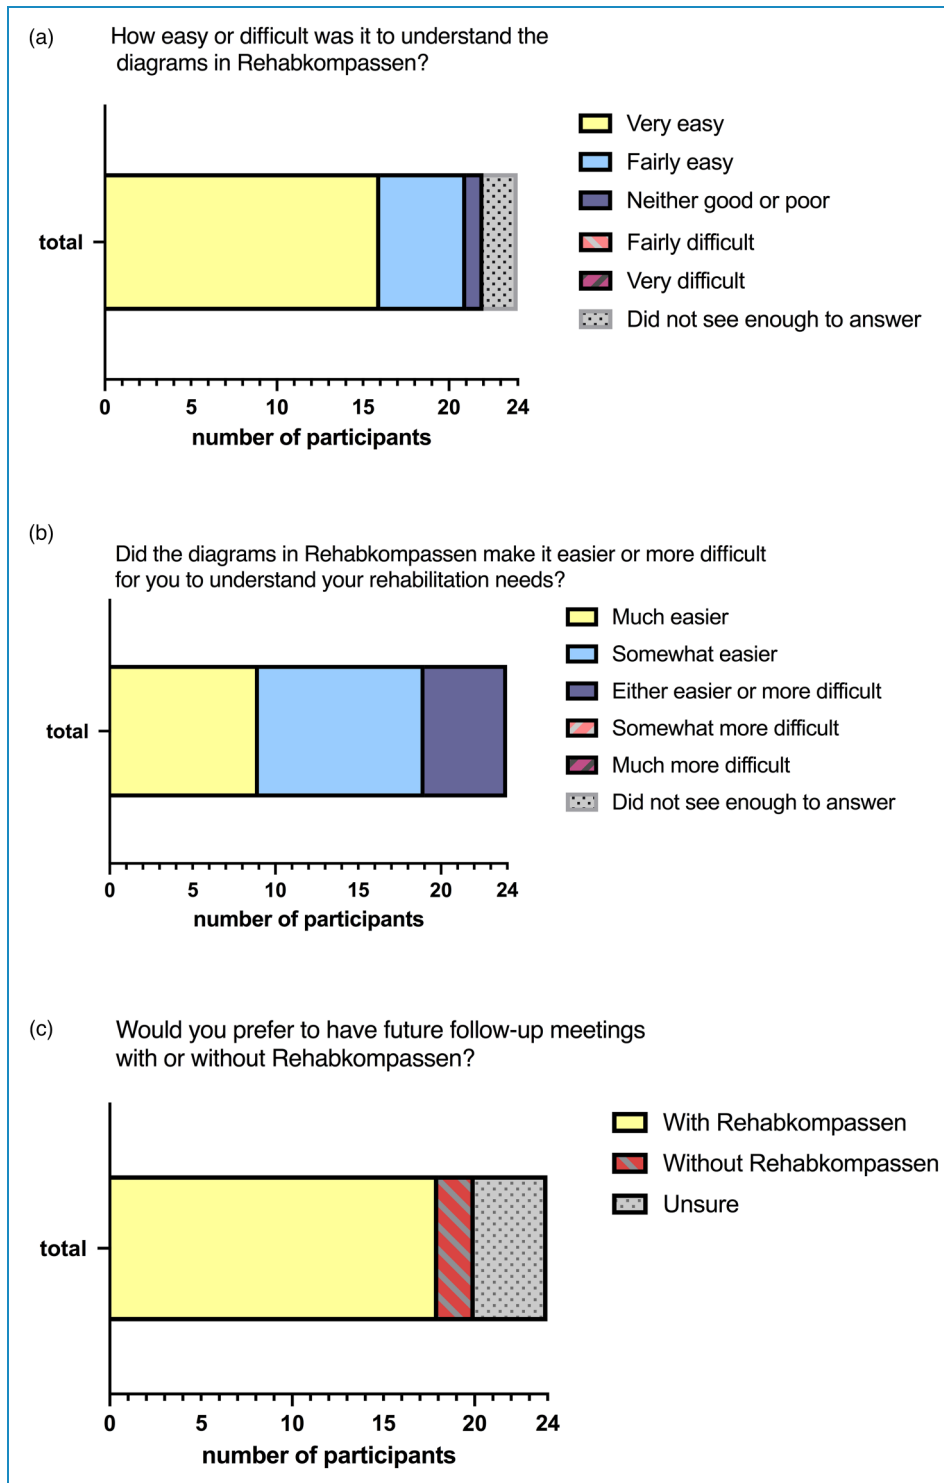 (a)
How easy or difficult was it to understand the
diagrams in Rehabkompassen?
Very easy
Fairly easy
Neither good or poor
Fairly difficult
Very difficult
Did not see enough to answer
total
0 5 10 15 20 24
number of participants
(b)
Did the diagrams in Rehabkompassen make it easier or more difficult
for you to understand your rehabilitation needs?
Much easier
Somewhat easier
Either easier or more difficult
Somewhat more difficult
Much more difficult
Did not see enough to answer
total
0 5 10 15 20 24
number of participants
(c)
Would you prefer to have future follow-up meetings
with or without Rehabkompassen?
With Rehabkompassen
Without Rehabkompassen
Unsure
total
0 5 10 15 20 24
number of participants